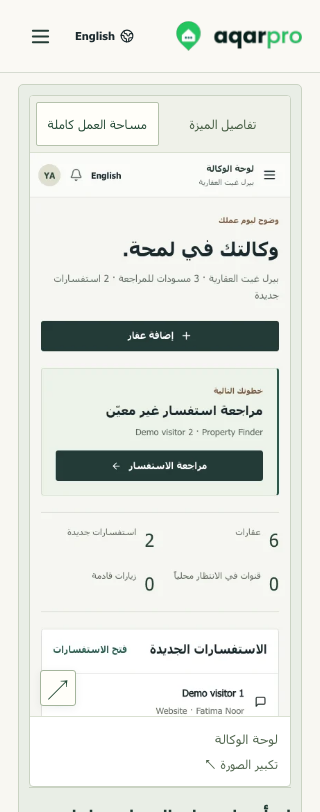 English
aqarpro
مساحة العمل كاملة
تفاصيل الميزة
YA
English
لوحة الوكالة
بيرل غيت العقارية
وضوح ليوم عملك
وكالتك في لمحة.
بيرل غيت العقارية · 3 مسودات للمراجعة · 2 استفسارات
جديدة
إضافة عقار
خطوتك التالية
مراجعة استفسار غير معيّن
Demo visitor 2 · Property Finder
مراجعة الاستفسار
عقارات
6
استفسارات جديدة
2
قنوات في الانتظار محلياً
0
زيارات قادمة
0
الاستفسارات الجديدة
فتح الاستفسارات
Demo visitor 1
Website · Fatima Noor
لوحة الوكالة
تكبير الصورة